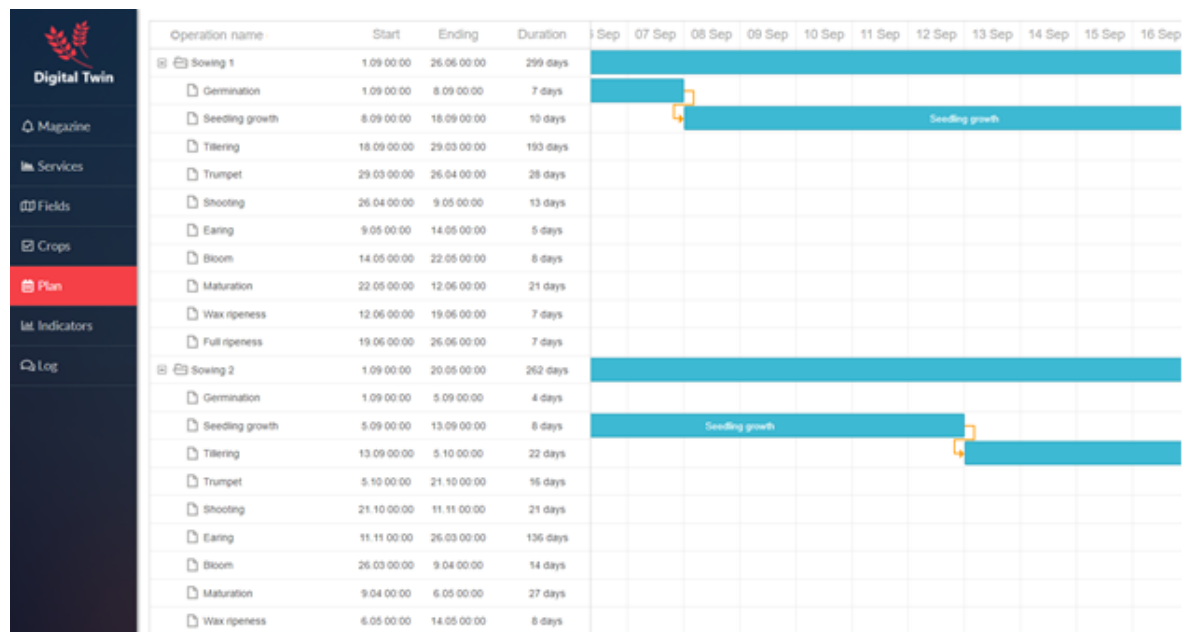 Digital Twin
Magazine
Services
Fields
Crops
Plan
Indicators
Log
Operation name Start Ending Duration Sep 07 Sep 08 Sep 09 Sep 10 Sep 11 Sep 12 Sep 13 Sep 14 Sep 15 Sep 16 Sep
Sowing 1 1.09 00:00 26.06 00:00 299 days
Germination 1.09 00:00 8.09 00:00 7 days
Seedling growth 8.09 00:00 18.09 00:00 10 days Seedling growth
Tillering 18.09 00:00 29.03 00:00 193 days
Trumpet 29.03 00:00 26.04 00:00 28 days
Shooting 26.04 00:00 9.05 00:00 13 days
Earing 9.05 00:00 14.05 00:00 5 days
Bloom 14.05 00:00 22.05 00:00 8 days
Maturation 22.05 00:00 12.06 00:00 21 days
Wax ripeness 12.06 00:00 19.06 00:00 7 days
Full ripeness 19.06 00:00 26.06 00:00 7 days
Sowing 2 1.09 00:00 20.05 00:00 262 days
Germination 1.09 00:00 5.09 00:00 4 days
Seedling growth 5.09 00:00 13.09 00:00 8 days Seedling growth
Tillering 13.09 00:00 5.10 00:00 22 days
Trumpet 5.10 00:00 21.10 00:00 16 days
Shooting 21.10 00:00 11.11 00:00 21 days
Earing 11.11 00:00 26.03 00:00 136 days
Bloom 26.03 00:00 9.04 00:00 14 days
Maturation 9.04 00:00 6.05 00:00 27 days
Wax ripeness 6.05 00:00 14.05 00:00 8 days